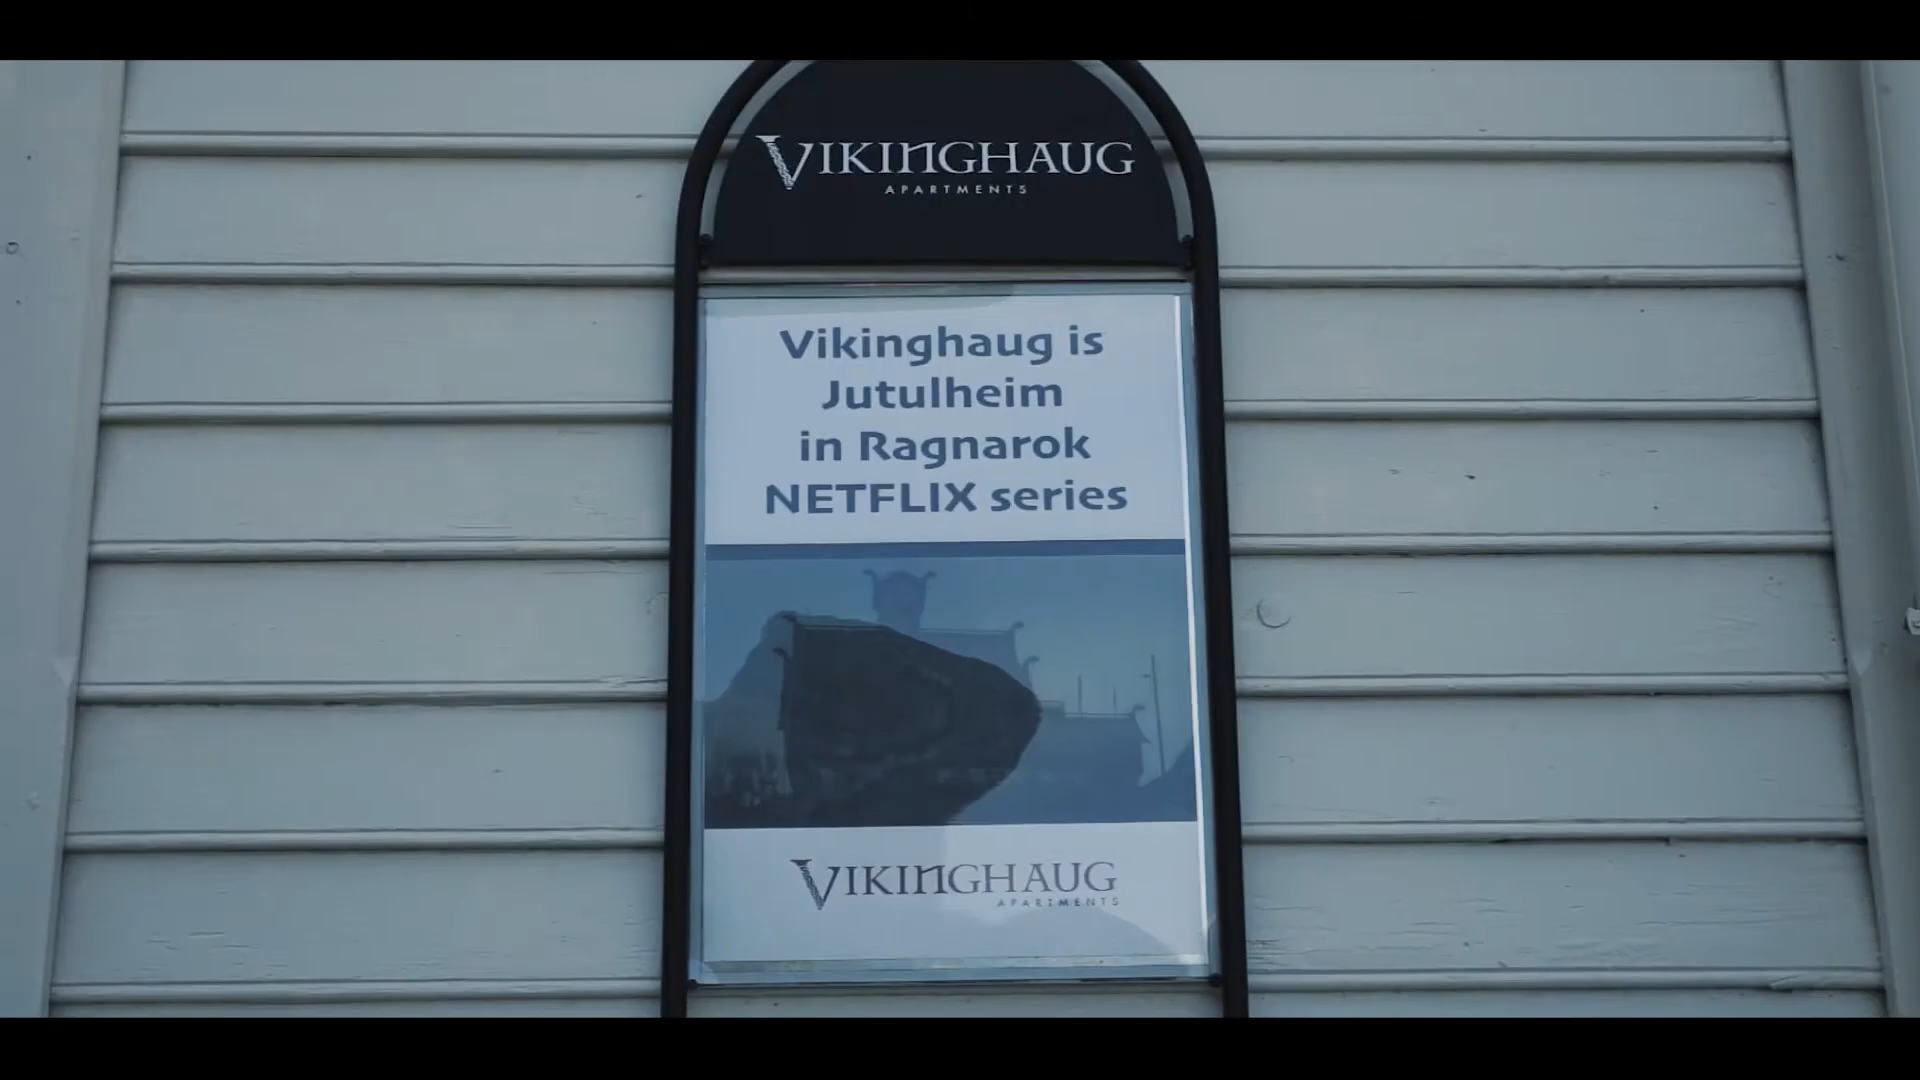 VIKINGHAUG
APARTMENTS
Vikinghaug is
Jutulheim
in Ragnarok
NETFLIX series
VIKINGHAUG
APARTMENTS